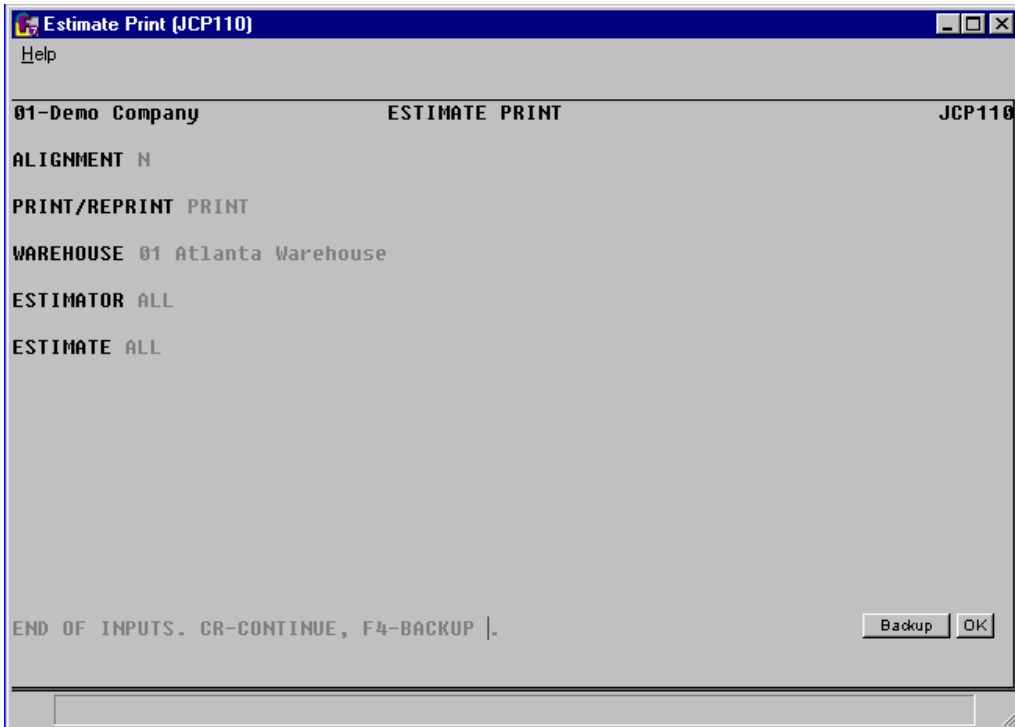 Estimate Print (JCP110)
Help
01-Demo Company ESTIMATE PRINT JCP110
ALIGNMENT N
PRINT/REPRINT PRINT
WAREHOUSE 01 Atlanta Warehouse
ESTIMATOR ALL
ESTIMATE ALL
END OF INPUTS. CR-CONTINUE, F4-BACKUP . Backup OK